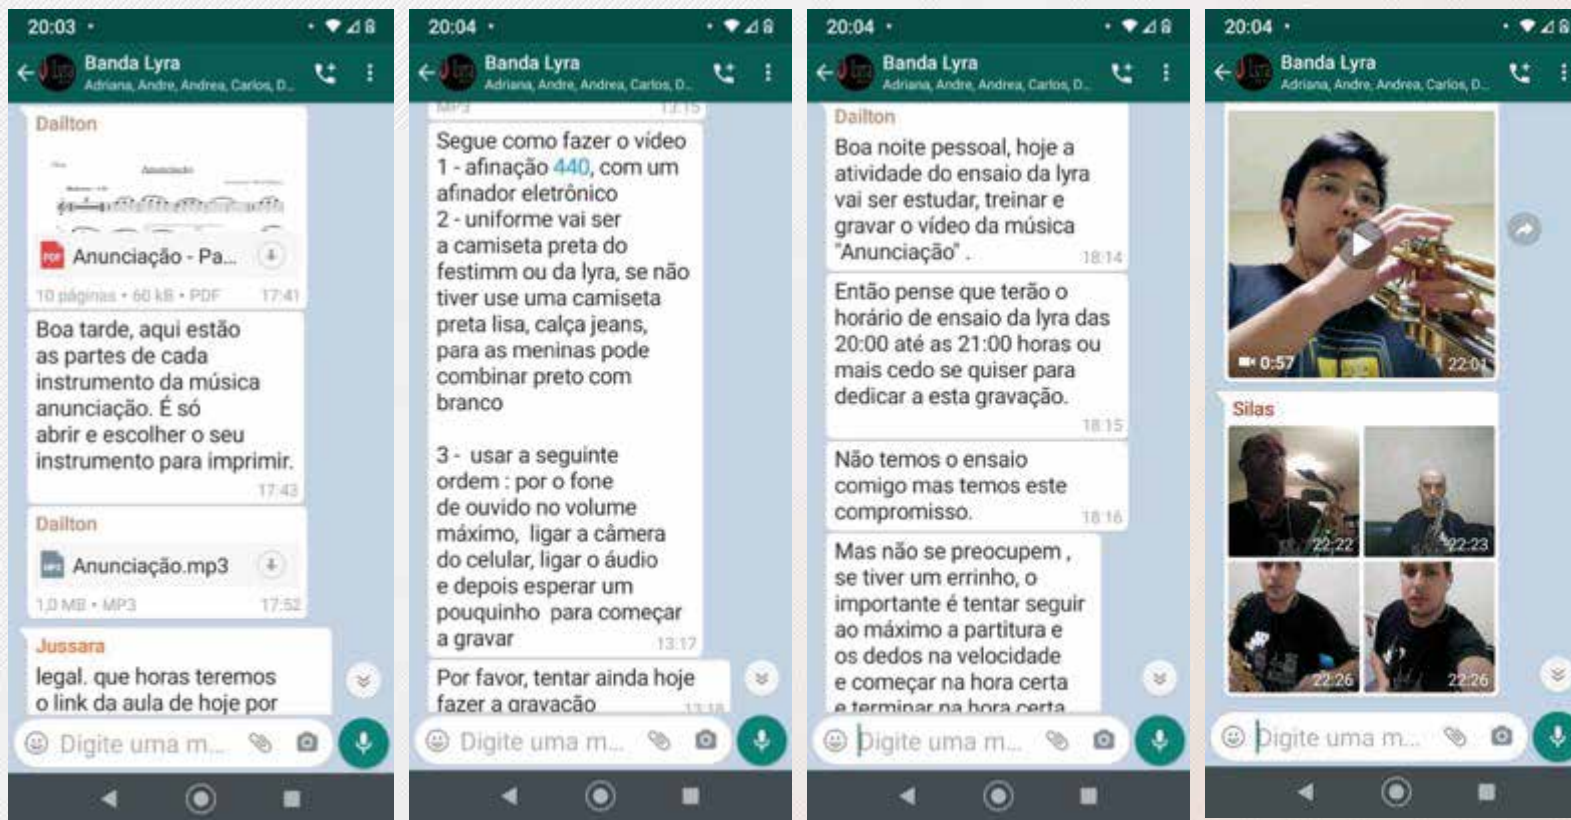 20:03
Banda Lyra
Adriana, Andre, Andrea, Carlos, D...
Dailton
Anunciação
Anunciação - Pa...
PDF
10 páginas • 60 kB • PDF 17:41
Boa tarde, aqui estão
as partes de cada
instrumento da música
anunciação. É só
abrir e escolher o seu
instrumento para imprimir.
17:43
Dailton
Anunciação.mp3
1,0 MB • MP3 17:52
Jussara
legal. que horas teremos
o link da aula de hoje por
Digite uma m...
20:04
Banda Lyra
Adriana, Andre, Andrea, Carlos, D...
MP3 13:15
Segue como fazer o vídeo
1 - afinação 440, com um
afinador eletrônico
2 - uniforme vai ser
a camiseta preta do
festimm ou da lyra, se não
tiver use uma camiseta
preta lisa, calça jeans,
para as meninas pode
combinar preto com
branco
3 - usar a seguinte
ordem : por o fone
de ouvido no volume
máximo, ligar a câmera
do celular, ligar o áudio
e depois esperar um
pouquinho para começar
a gravar 13:17
Por favor, tentar ainda hoje
fazer a gravação 13:18
Digite uma m...
20:04
Banda Lyra
Adriana, Andre, Andrea, Carlos, D...
Dailton
Boa noite pessoal, hoje a
atividade do ensaio da lyra
vai ser estudar, treinar e
gravar o vídeo da música
"Anunciação" . 18:14
Então pense que terão o
horário de ensaio da lyra das
20:00 até as 21:00 horas ou
mais cedo se quiser para
dedicar a esta gravação.
18:15
Não temos o ensaio
comigo mas temos este
compromisso. 18:16
Mas não se preocupem ,
se tiver um errinho, o
importante é tentar seguir
ao máximo a partitura e
os dedos na velocidade
e começar na hora certa
e terminar na hora certa
Digite uma m...
20:04
Banda Lyra
Adriana, Andre, Andrea, Carlos, D...
0:57 22:01
Silas
22:22 22:23
22:26 22:26
Digite uma m...